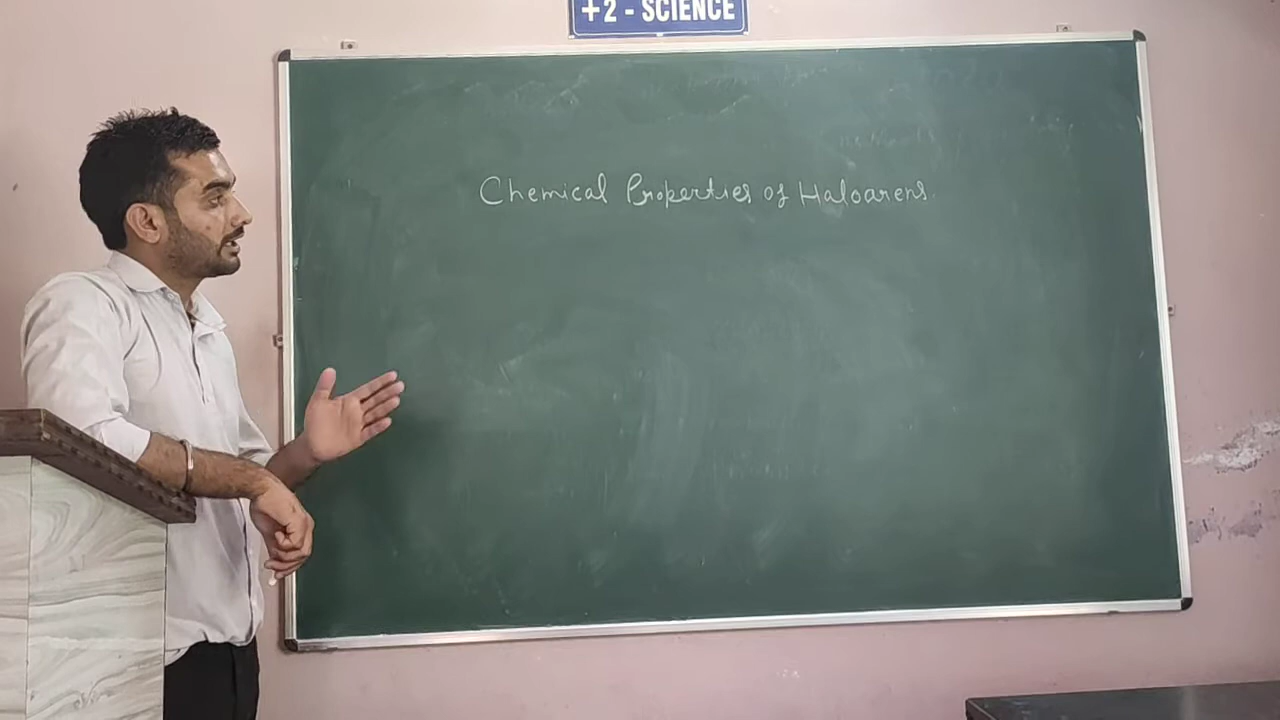 +2 - SCIENCE
Chemical Properties of Haloarens.